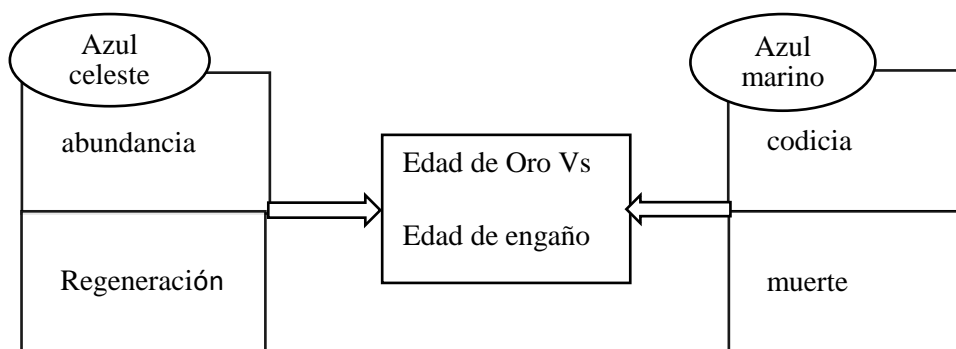 Azul
celeste
abundancia
Regeneración
Edad de Oro Vs
Edad de engaño
Azul
marino
codicia
muerte